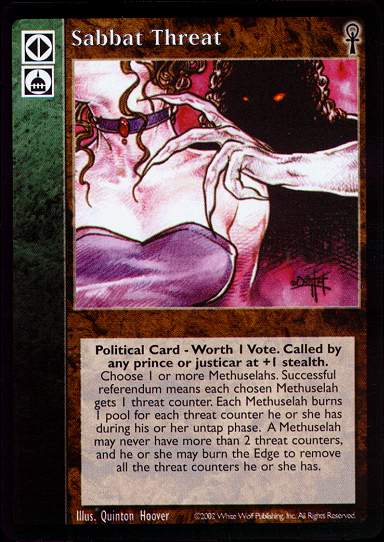 Sabbat Threat
Political Card - Worth 1 Vote. Called by
any prince or justicar at +1 stealth.
Choose 1 or more Methuselahs. Successful
referendum means each chosen Methuselah
gets 1 threat counter. Each Methuselah burns
1 pool for each threat counter he or she has
during his or her untap phase. A Methuselah
may never have more than 2 threat counters,
and he or she may burn the Edge to remove
all the threat counters he or she has.
Illus. Quinton Hoover
©2002 White Wolf Publishing, Inc. All Rights Reserved.